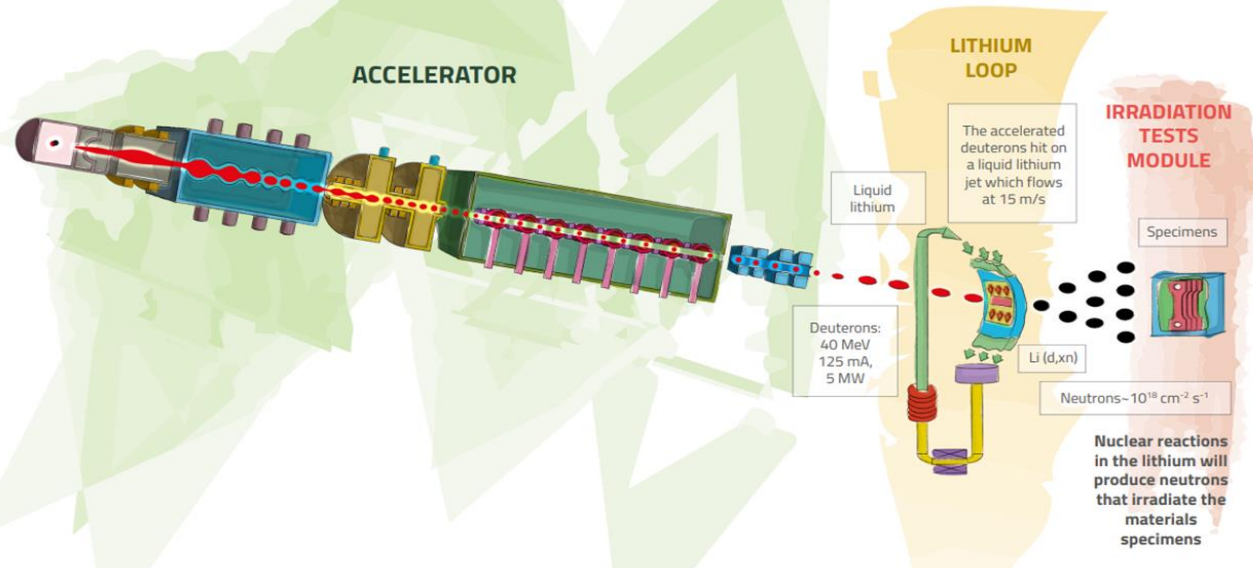 ACCELERATOR
LITHIUM
LOOP
The accelerated
deuterons hit on
a liquid lithium
jet which flows
at 15 m/s
Liquid
lithium
IRRADIATION
TESTS
MODULE
Specimens
Deuterons:
40 MeV
125 mA,
5 MW
Li (d,xn)
Neutrons~10¹⁸ cm⁻² s⁻¹
Nuclear reactions
in the lithium will
produce neutrons
that irradiate the
materials
specimens